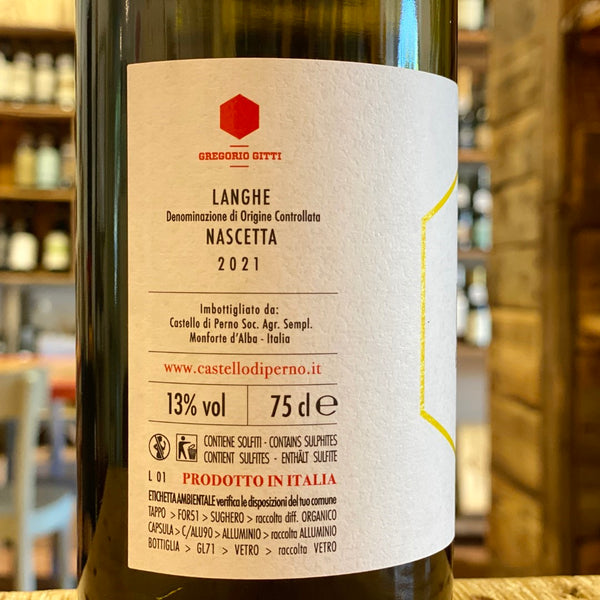 GREGORIO GITTI
LANGHE
Denominazione di Origine Controllata
NASCETTA
2021
Imbottigliato da:
Castello di Perno Soc. Agr. Sempl.
Monforte d'Alba - Italia
www.castellodiperno.it
13% vol 75 cl e
CONTIENE SOLFITI - CONTAINS SULPHITES
CONTIENT SULFITES - ENTHÄLT SULFITE
L 01 PRODOTTO IN ITALIA
ETICHETTA AMBIENTALE verifica le disposizioni del tuo comune
TAPPO > FOR51 > SUGHERO > raccolta diff. ORGANICO
CAPSULA > C/ALU90 > ALLUMINIO > raccolta ALLUMINIO
BOTTIGLIA > GL71 > VETRO > raccolta VETRO